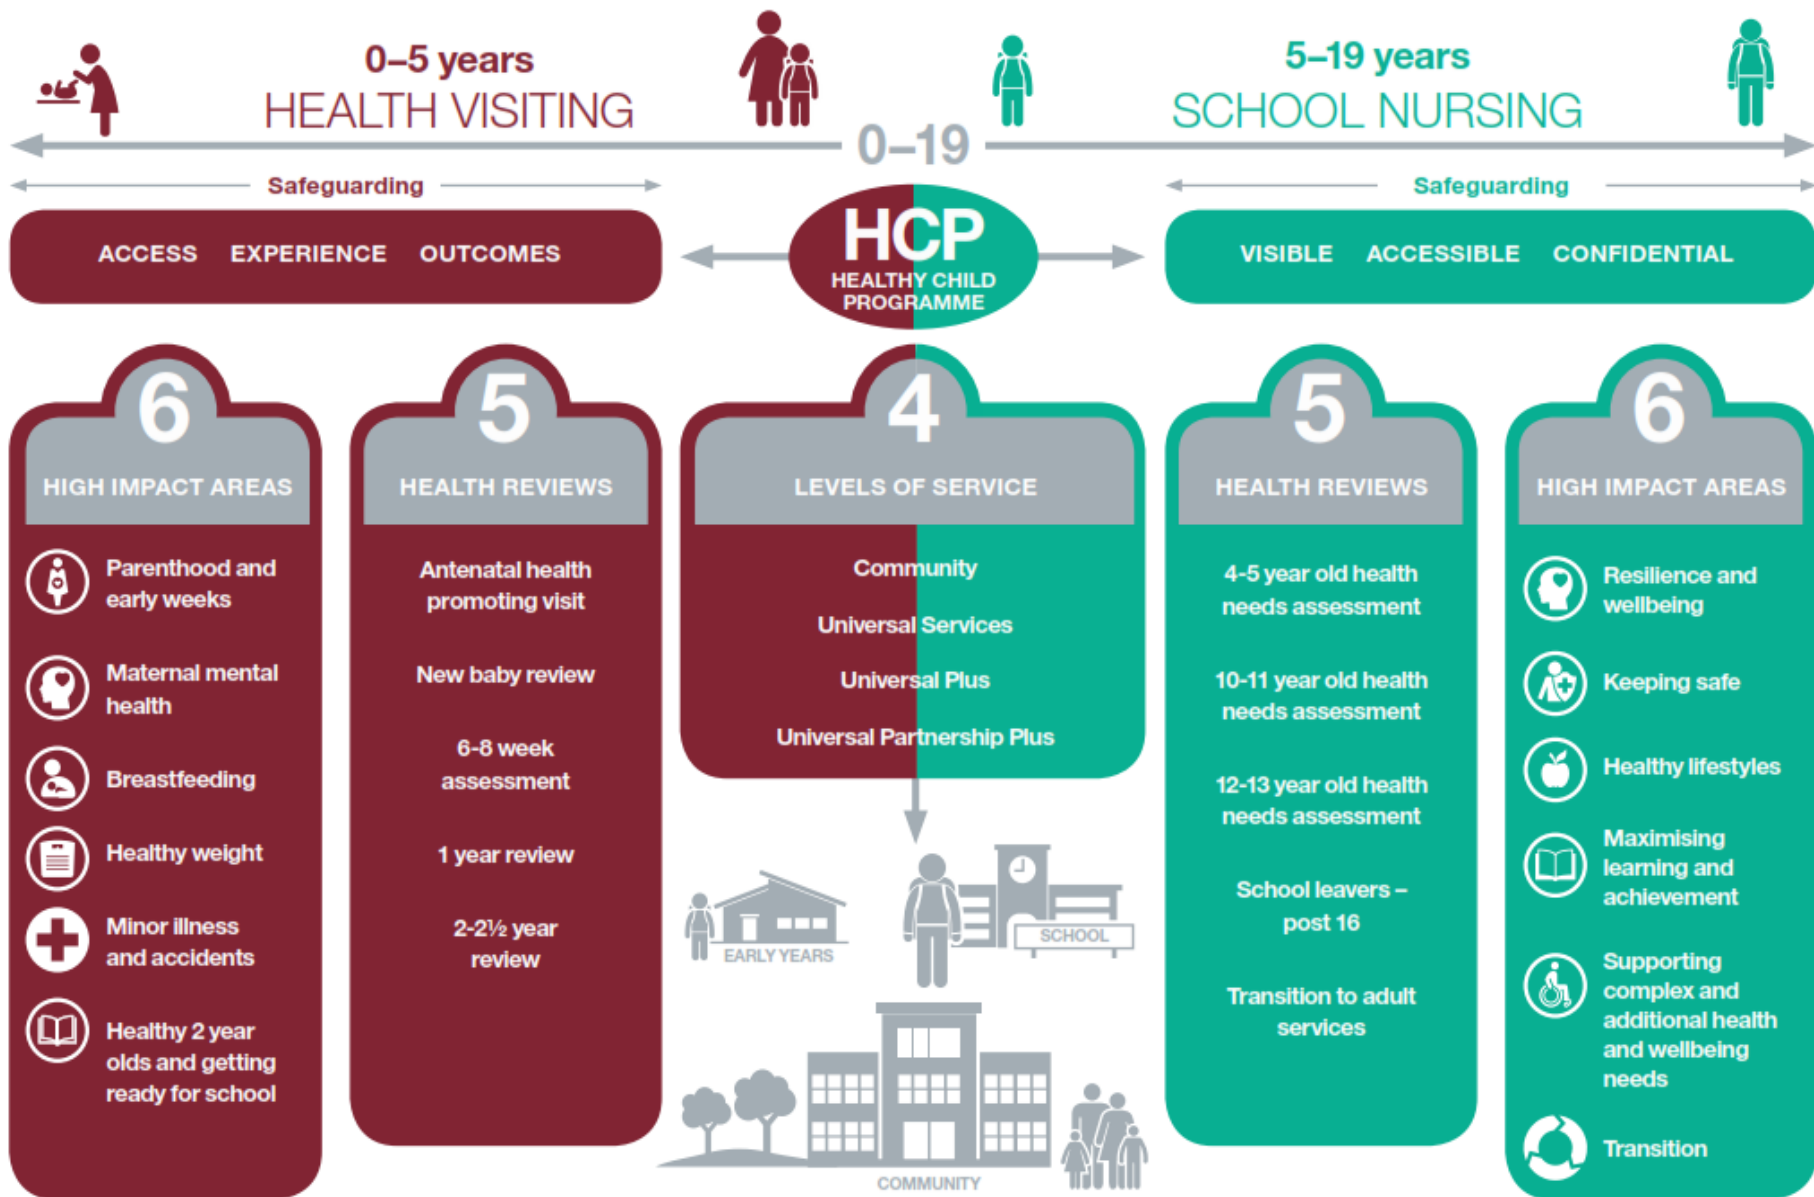 0–5 years
HEALTH VISITING
5–19 years
SCHOOL NURSING
0–19
Safeguarding
Safeguarding
ACCESS EXPERIENCE OUTCOMES
HCP
HEALTHY CHILD
PROGRAMME
VISIBLE ACCESSIBLE CONFIDENTIAL
6
HIGH IMPACT AREAS
Parenthood and
early weeks
Maternal mental
health
Breastfeeding
Healthy weight
Minor illness
and accidents
Healthy 2 year
olds and getting
ready for school
5
HEALTH REVIEWS
Antenatal health
promoting visit
New baby review
6-8 week
assessment
1 year review
2-2½ year
review
4
LEVELS OF SERVICE
Community
Universal Services
Universal Plus
Universal Partnership Plus
EARLY YEARS
SCHOOL
COMMUNITY
5
HEALTH REVIEWS
4-5 year old health
needs assessment
10-11 year old health
needs assessment
12-13 year old health
needs assessment
School leavers –
post 16
Transition to adult
services
6
HIGH IMPACT AREAS
Resilience and
wellbeing
Keeping safe
Healthy lifestyles
Maximising
learning and
achievement
Supporting
complex and
additional health
and wellbeing
needs
Transition